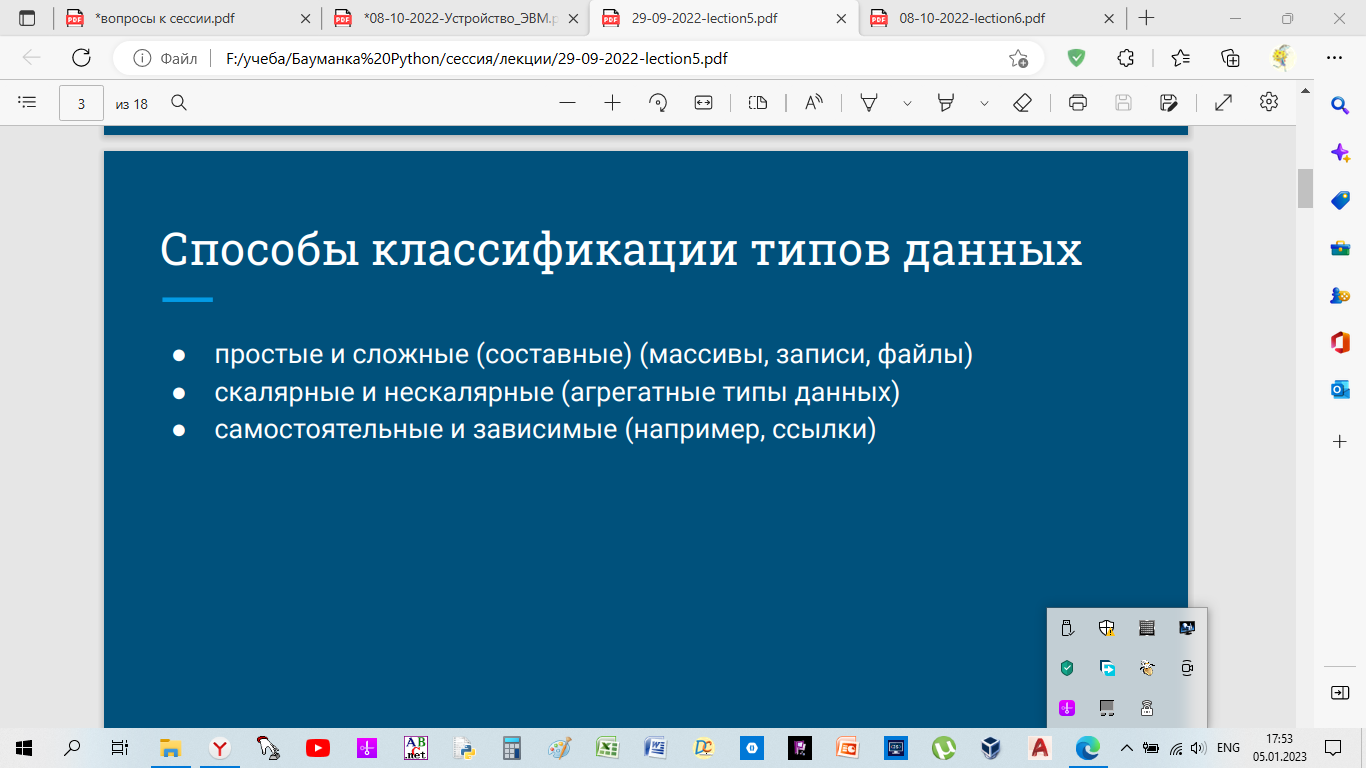 *вопросы к сессии.pdf
*08-10-2022-Устройство_ЭВМ.p
29-09-2022-lection5.pdf
08-10-2022-lection6.pdf
Файл
F:/учеба/Бауманка%20Python/сессия/лекции/29-09-2022-lection5.pdf
3 из 18
Способы классификации типов данных
● простые и сложные (составные) (массивы, записи, файлы)
● скалярные и нескалярные (агрегатные типы данных)
● самостоятельные и зависимые (например, ссылки)
ENG
17:53
05.01.2023